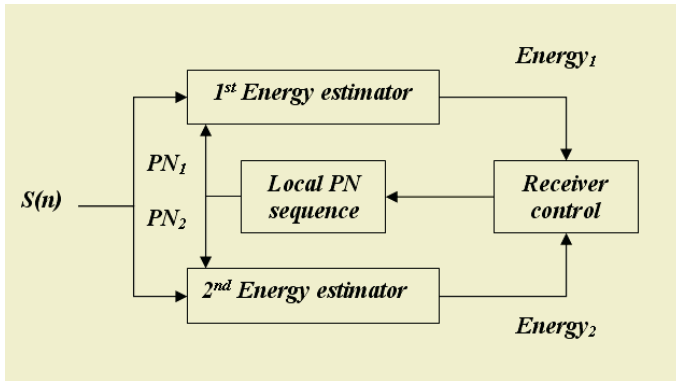 Energy₁
1ˢᵗ Energy estimator
PN₁
S(n)
PN₂
Local PN
sequence
Receiver
control
2ⁿᵈ Energy estimator
Energy₂